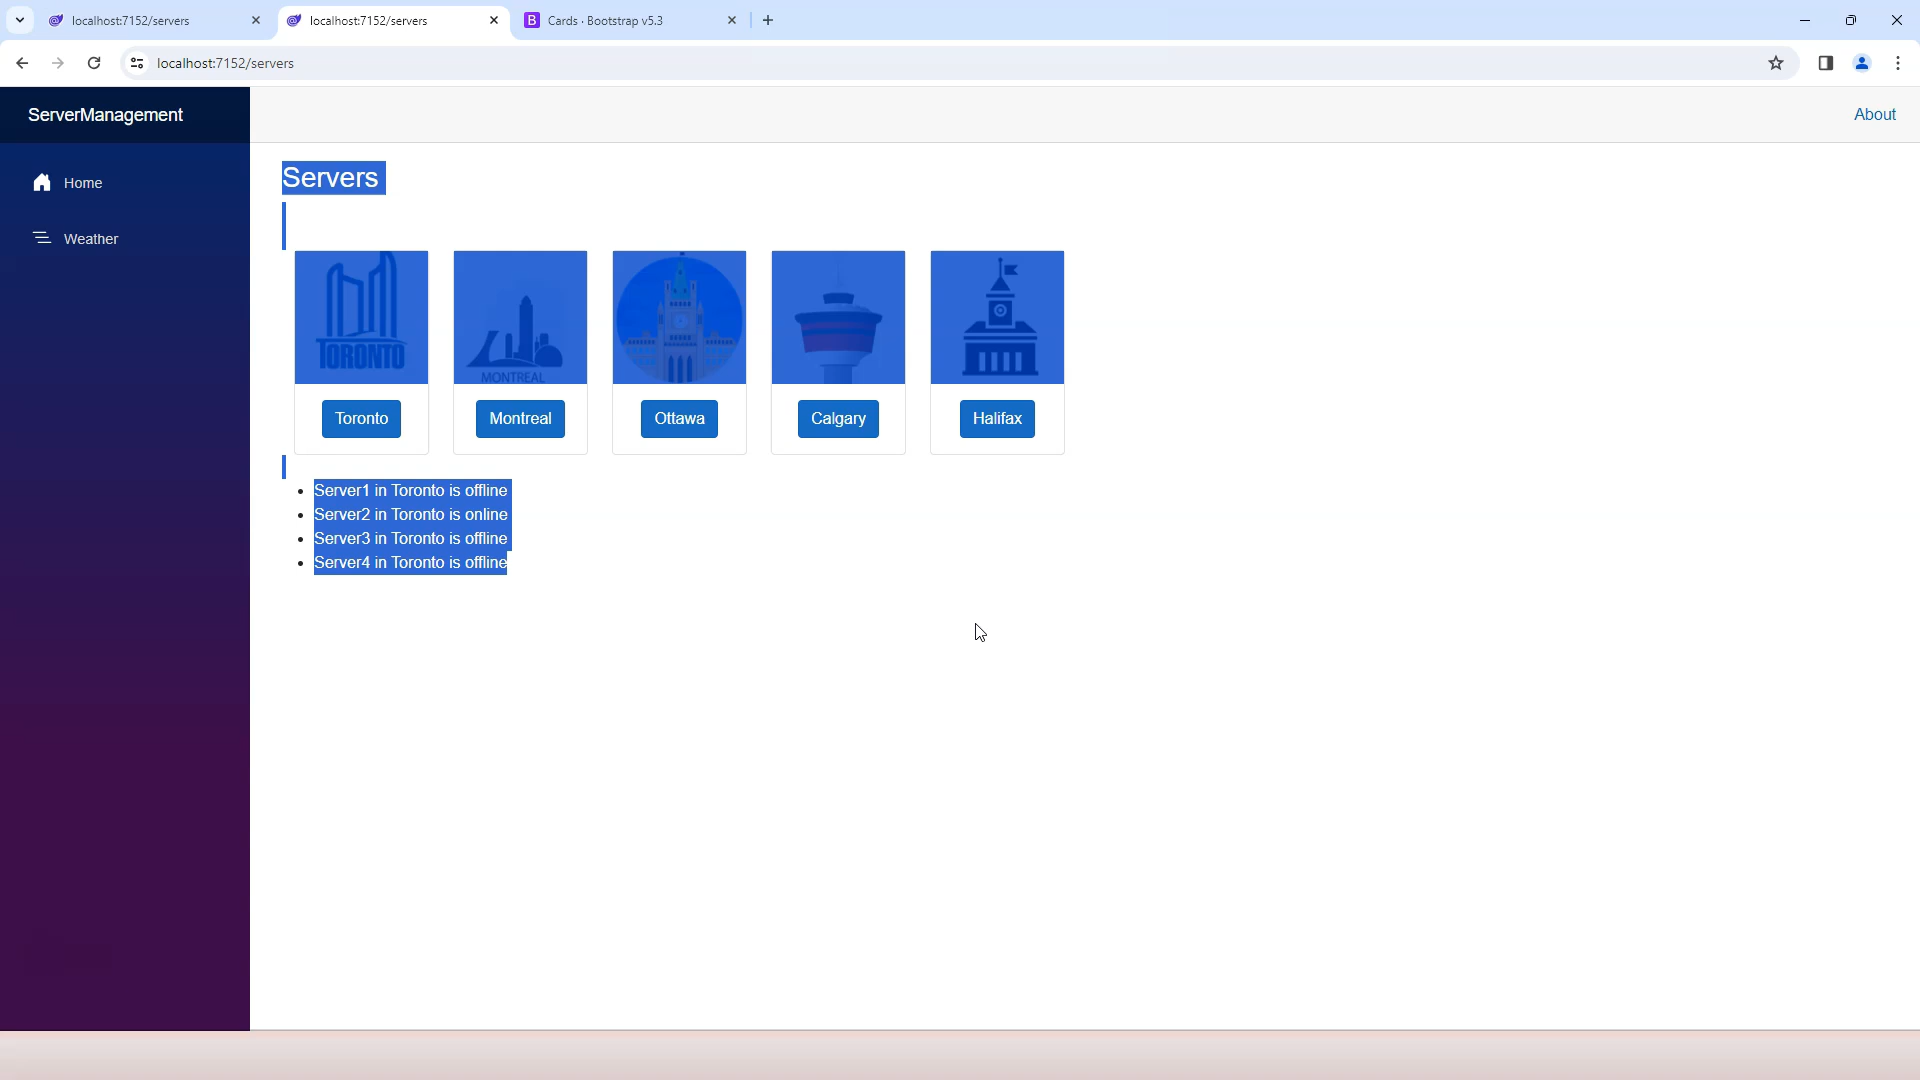 localhost:7152/servers
localhost:7152/servers
Cards · Bootstrap v5.3
localhost:7152/servers
ServerManagement
About
Home
Weather
Servers
TORONTO
MONTREAL
Toronto
Montreal
Ottawa
Calgary
Halifax
Server1 in Toronto is offline
Server2 in Toronto is online
Server3 in Toronto is offline
Server4 in Toronto is offline